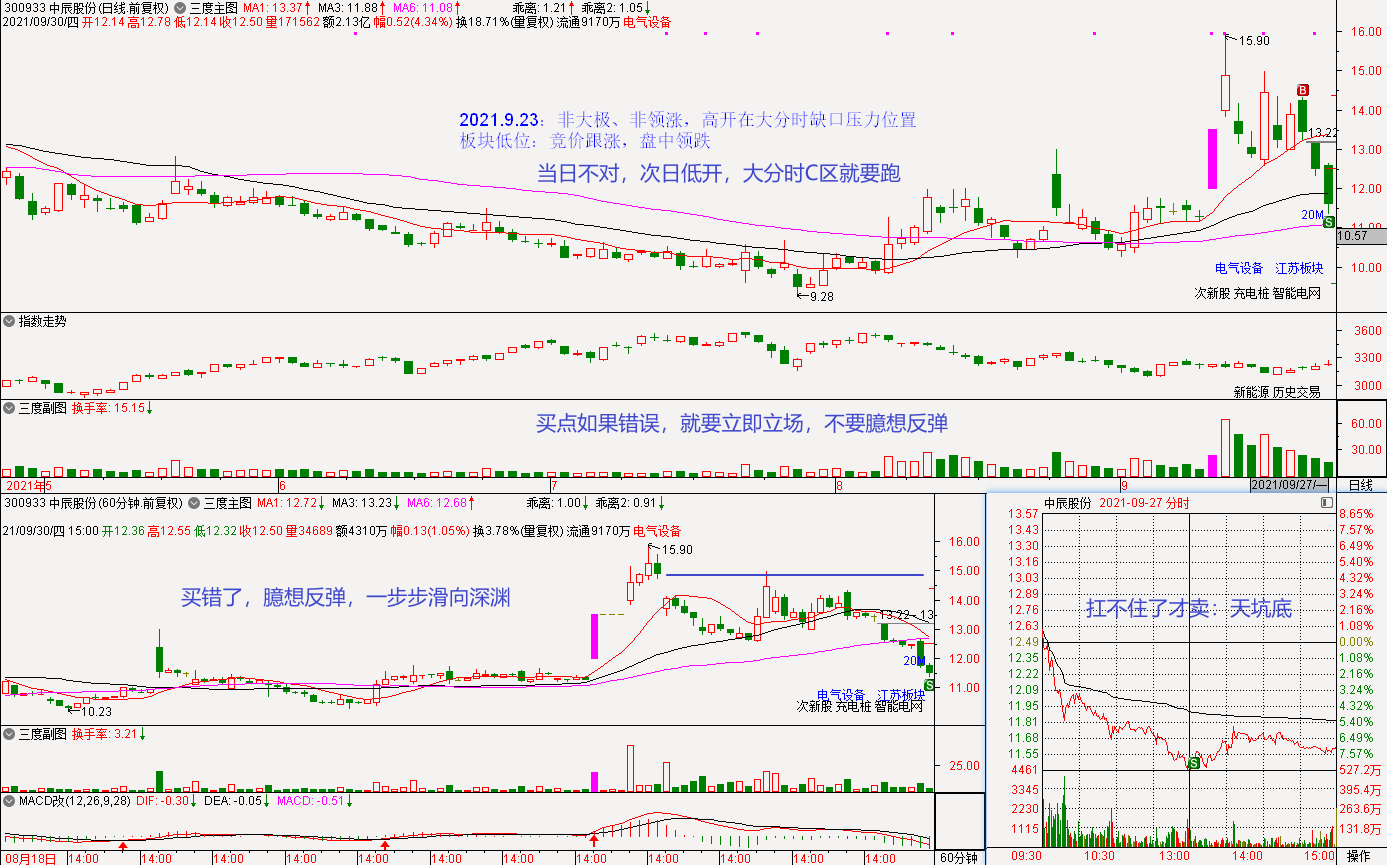 300933 中辰股份(日线.前复权) 三度主图 MA1: 13.37↑ MA3: 11.88↑ MA6: 11.08↑ 乖离: 1.21↑ 乖离2: 1.05↓
2021/09/30/四 开12.14 高12.78 低12.14 收12.50 量171562 额2.13亿 幅0.52(4.34%) 换18.71%(量复权) 流通9170万 电气设备
16.00
15.90
15.00
14.00
13.00
12.00
11.00
10.00
B
13.22
2021.9.23：非大极、非领涨，高开在大分时缺口压力位置
板块低位：竞价跟涨，盘中领跌
当日不对，次日低开，大分时C区就要跑
20M
S
10.57
9.28
电气设备 江苏板块
次新股 充电桩 智能电网
指数走势
3600
3300
3000
新能源 历史交易
三度副图 换手率: 15.15↓
买点如果错误，就要立即立场，不要臆想反弹
60.00
30.00
2021年5 6 7 8 9 2021/09/27/一 日线
300933 中辰股份(60分钟.前复权) 三度主图 MA1: 12.72↓ MA3: 13.23↓ MA6: 12.68↑ 乖离: 1.00↓ 乖离2: 0.91↓
21/09/30/四 15:00 开12.36 高12.55 低12.32 收12.50 量34689 额4310万 幅0.13(1.05%) 换3.78%(量复权) 流通9170万 电气设备
16.00
15.90
15.00
14.00
13.00
12.00
11.00
买错了，臆想反弹，一步步滑向深渊
13.22-13
20M
S
10.23
电气设备 江苏板块
次新股 充电桩 智能电网
三度副图 换手率: 3.21↓
25.00
MACD改(12,26,9,28) DIF: -0.30↓ DEA: -0.05↓ MACD: -0.51↓
08月18日 14:00 14:00 14:00 14:00 14:00 14:00 14:00 14:00 14:00 14:00 14:00 14:00 60分钟
中辰股份 2021-09-27 分时
13.57 8.65%
13.43 7.57%
13.30 6.49%
13.16 5.40%
13.03 4.32%
12.89 3.24%
12.76 2.16%
12.63 1.08%
12.49 0.00%
12.35 1.08%
12.22 2.16%
12.09 3.24%
11.95 4.32%
11.81 5.40%
11.68 6.49%
11.55 7.57%
扛不住了才卖：天坑底
S
4461 527.2万
3345 395.4万
2230 263.6万
1115 131.8万
09:30 10:30 13:00 14:00 15:00 操作